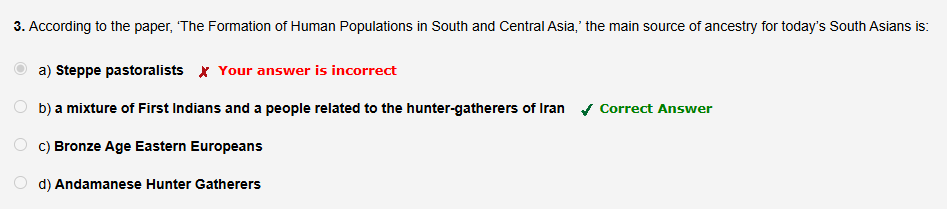 3. According to the paper, ‘The Formation of Human Populations in South and Central Asia,’ the main source of ancestry for today’s South Asians is:
a) Steppe pastoralists ✗ Your answer is incorrect
b) a mixture of First Indians and a people related to the hunter-gatherers of Iran ✓ Correct Answer
c) Bronze Age Eastern Europeans
d) Andamanese Hunter Gatherers